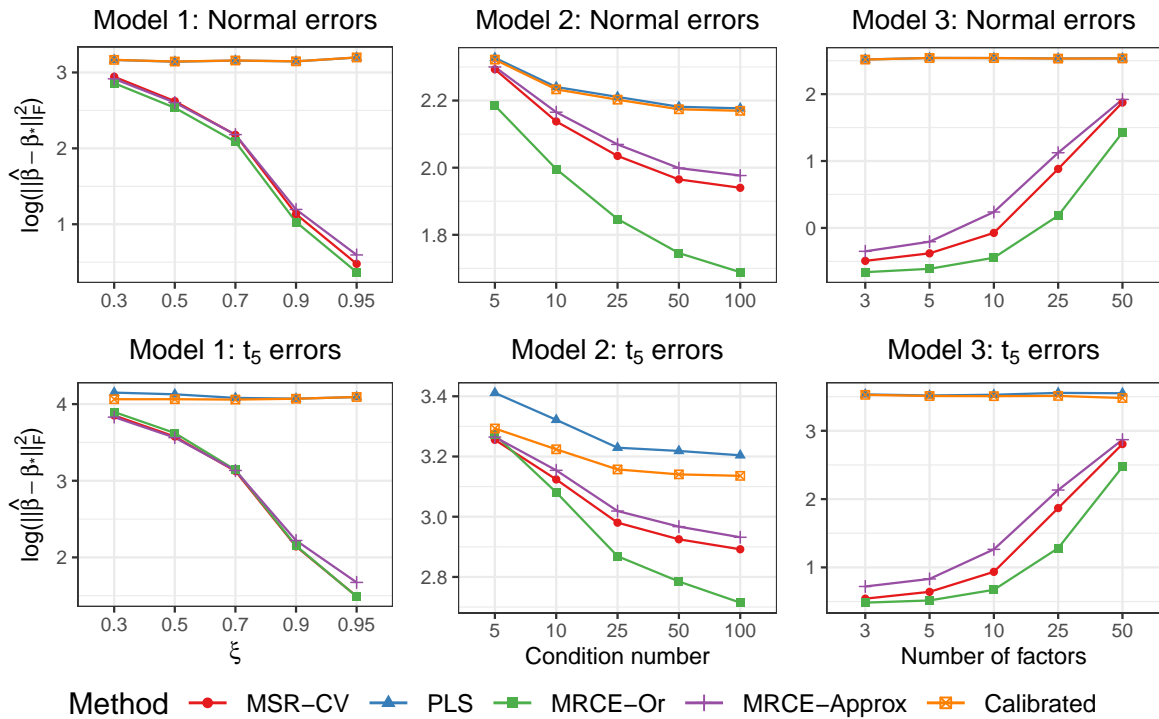 Model 1: Normal errors
Model 2: Normal errors
Model 3: Normal errors
log(||β̂ − β*||²F)
3
2
1
0.3 0.5 0.7 0.9 0.95
2.2
2.0
1.8
5 10 25 50 100
2
1
0
3 5 10 25 50
Model 1: t5 errors
Model 2: t5 errors
Model 3: t5 errors
log(||β̂ − β*||²F)
4
3
2
0.3 0.5 0.7 0.9 0.95
ξ
3.4
3.2
3.0
2.8
5 10 25 50 100
Condition number
3
2
1
3 5 10 25 50
Number of factors
Method MSR−CV PLS MRCE−Or MRCE−Approx Calibrated